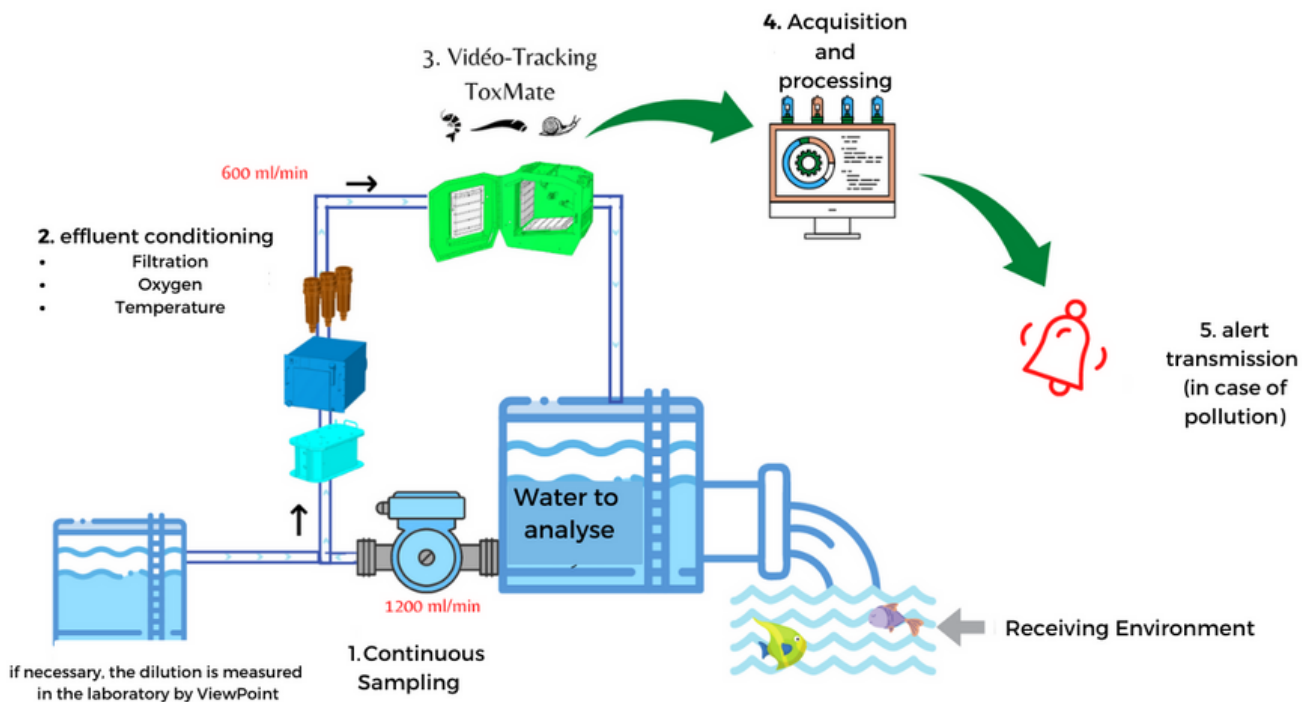 4. Acquisition
and
processing
3. Vidéo-Tracking
ToxMate
600 ml/min
2. effluent conditioning
• Filtration
• Oxygen
• Temperature
5. alert
transmission
(in case of
pollution)
Water to
analyse
1200 ml/min
1.Continuous
Sampling
Receiving Environment
if necessary, the dilution is measured
in the laboratory by ViewPoint